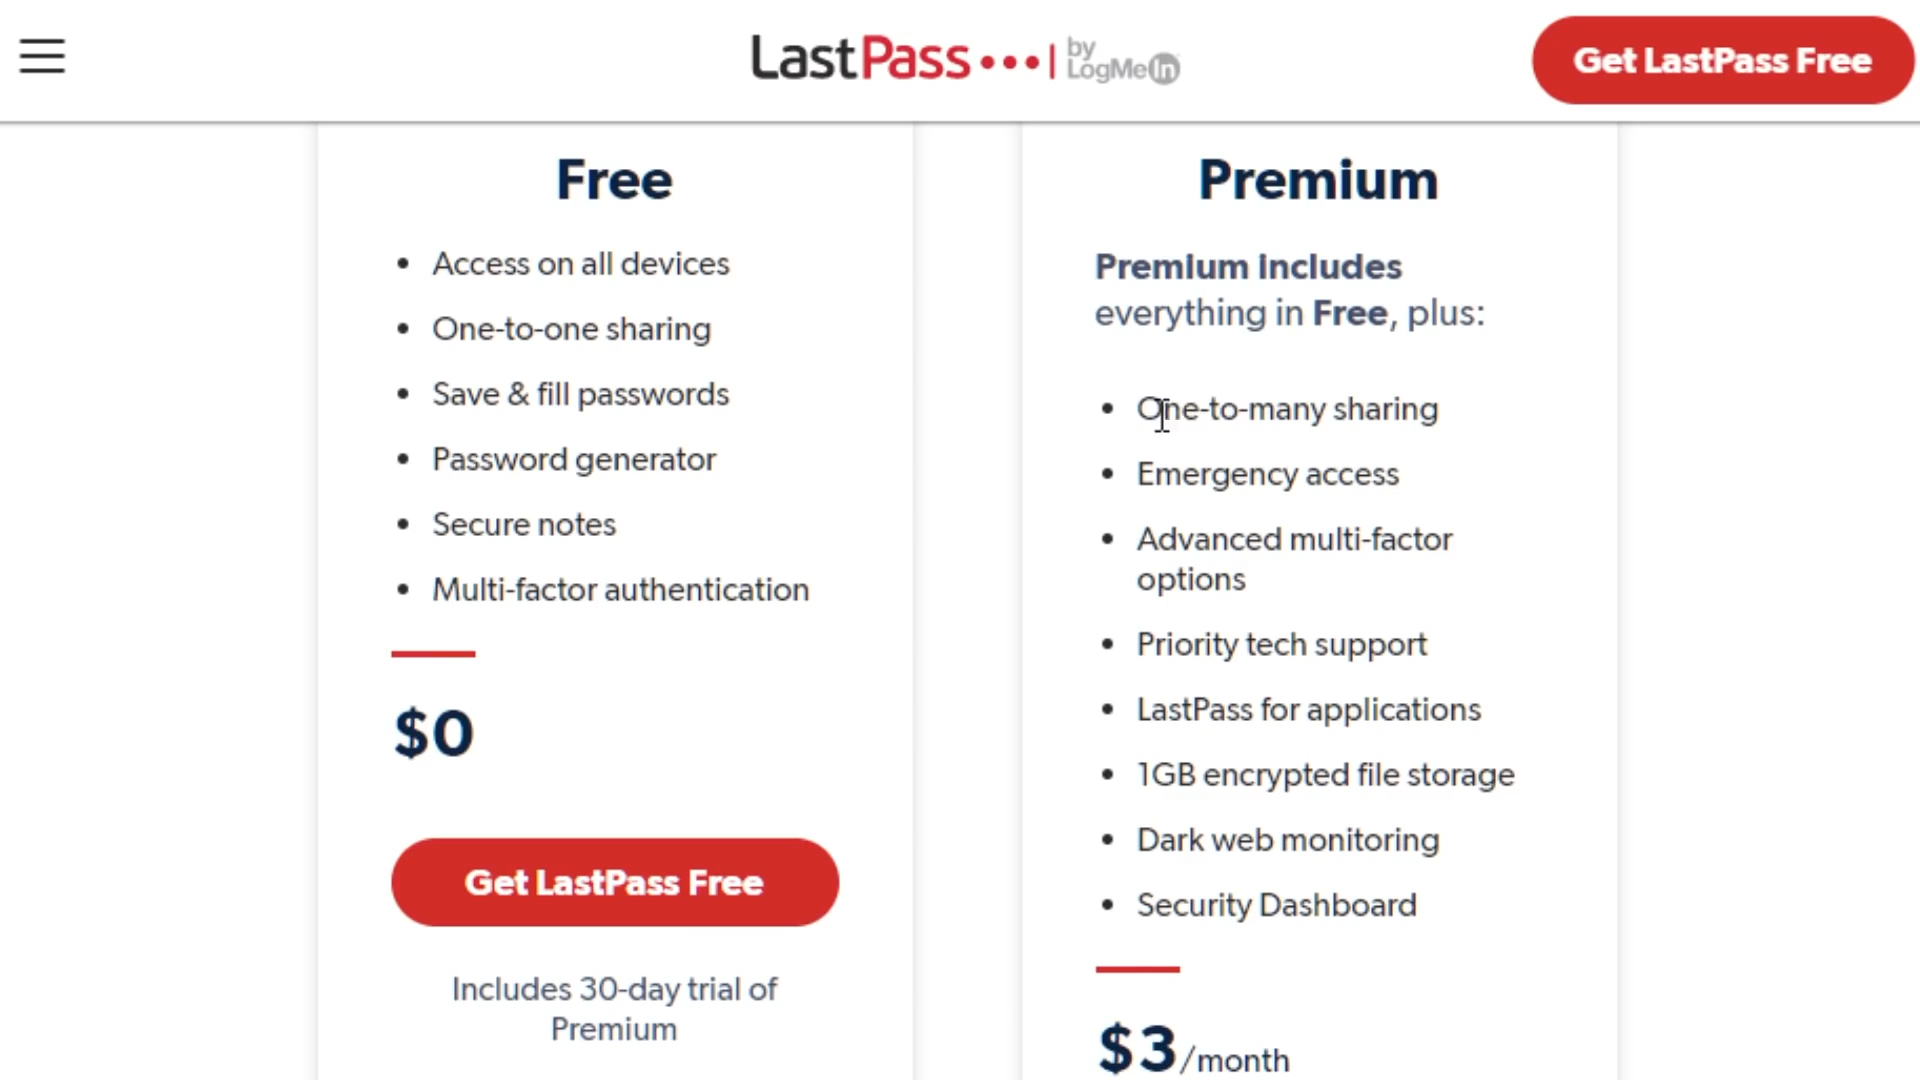 LastPass by LogMeIn
Get LastPass Free
Free
Access on all devices
One-to-one sharing
Save & fill passwords
Password generator
Secure notes
Multi-factor authentication
$0
Get LastPass Free
Includes 30-day trial of
Premium
Premium
Premium includes
everything in Free, plus:
One-to-many sharing
Emergency access
Advanced multi-factor
options
Priority tech support
LastPass for applications
1GB encrypted file storage
Dark web monitoring
Security Dashboard
$3/month